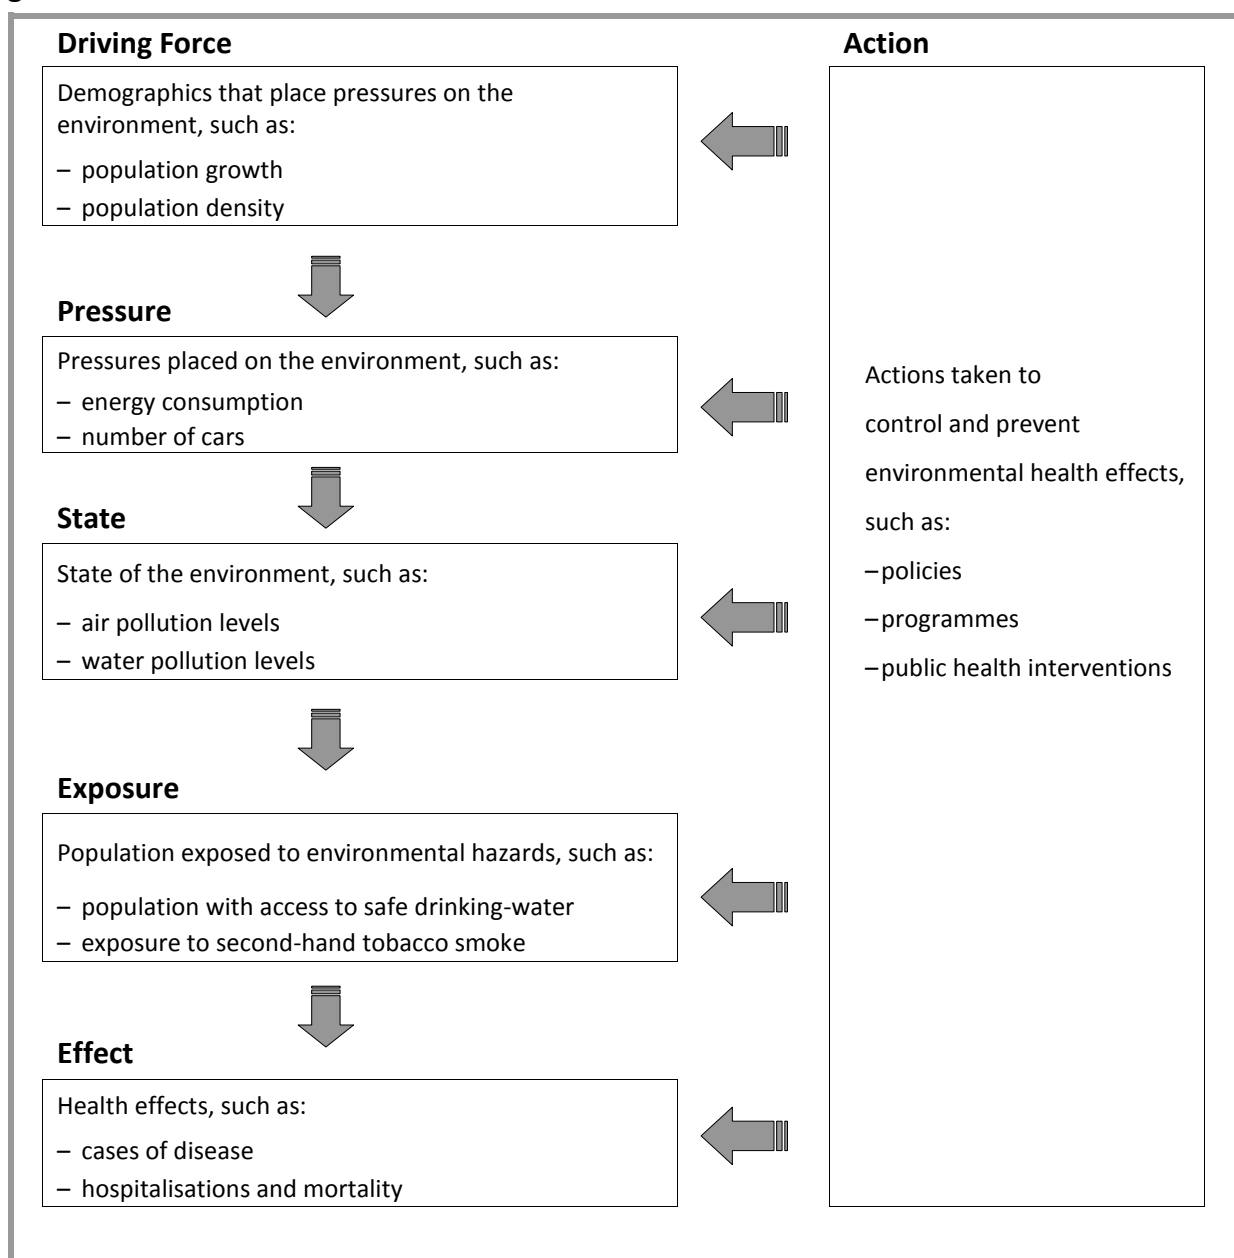 Driving Force
Demographics that place pressures on the
environment, such as:
– population growth
– population density
Pressure
Pressures placed on the environment, such as:
– energy consumption
– number of cars
State
State of the environment, such as:
– air pollution levels
– water pollution levels
Exposure
Population exposed to environmental hazards, such as:
– population with access to safe drinking-water
– exposure to second-hand tobacco smoke
Effect
Health effects, such as:
– cases of disease
– hospitalisations and mortality
Action
Actions taken to
control and prevent
environmental health effects,
such as:
–policies
–programmes
–public health interventions